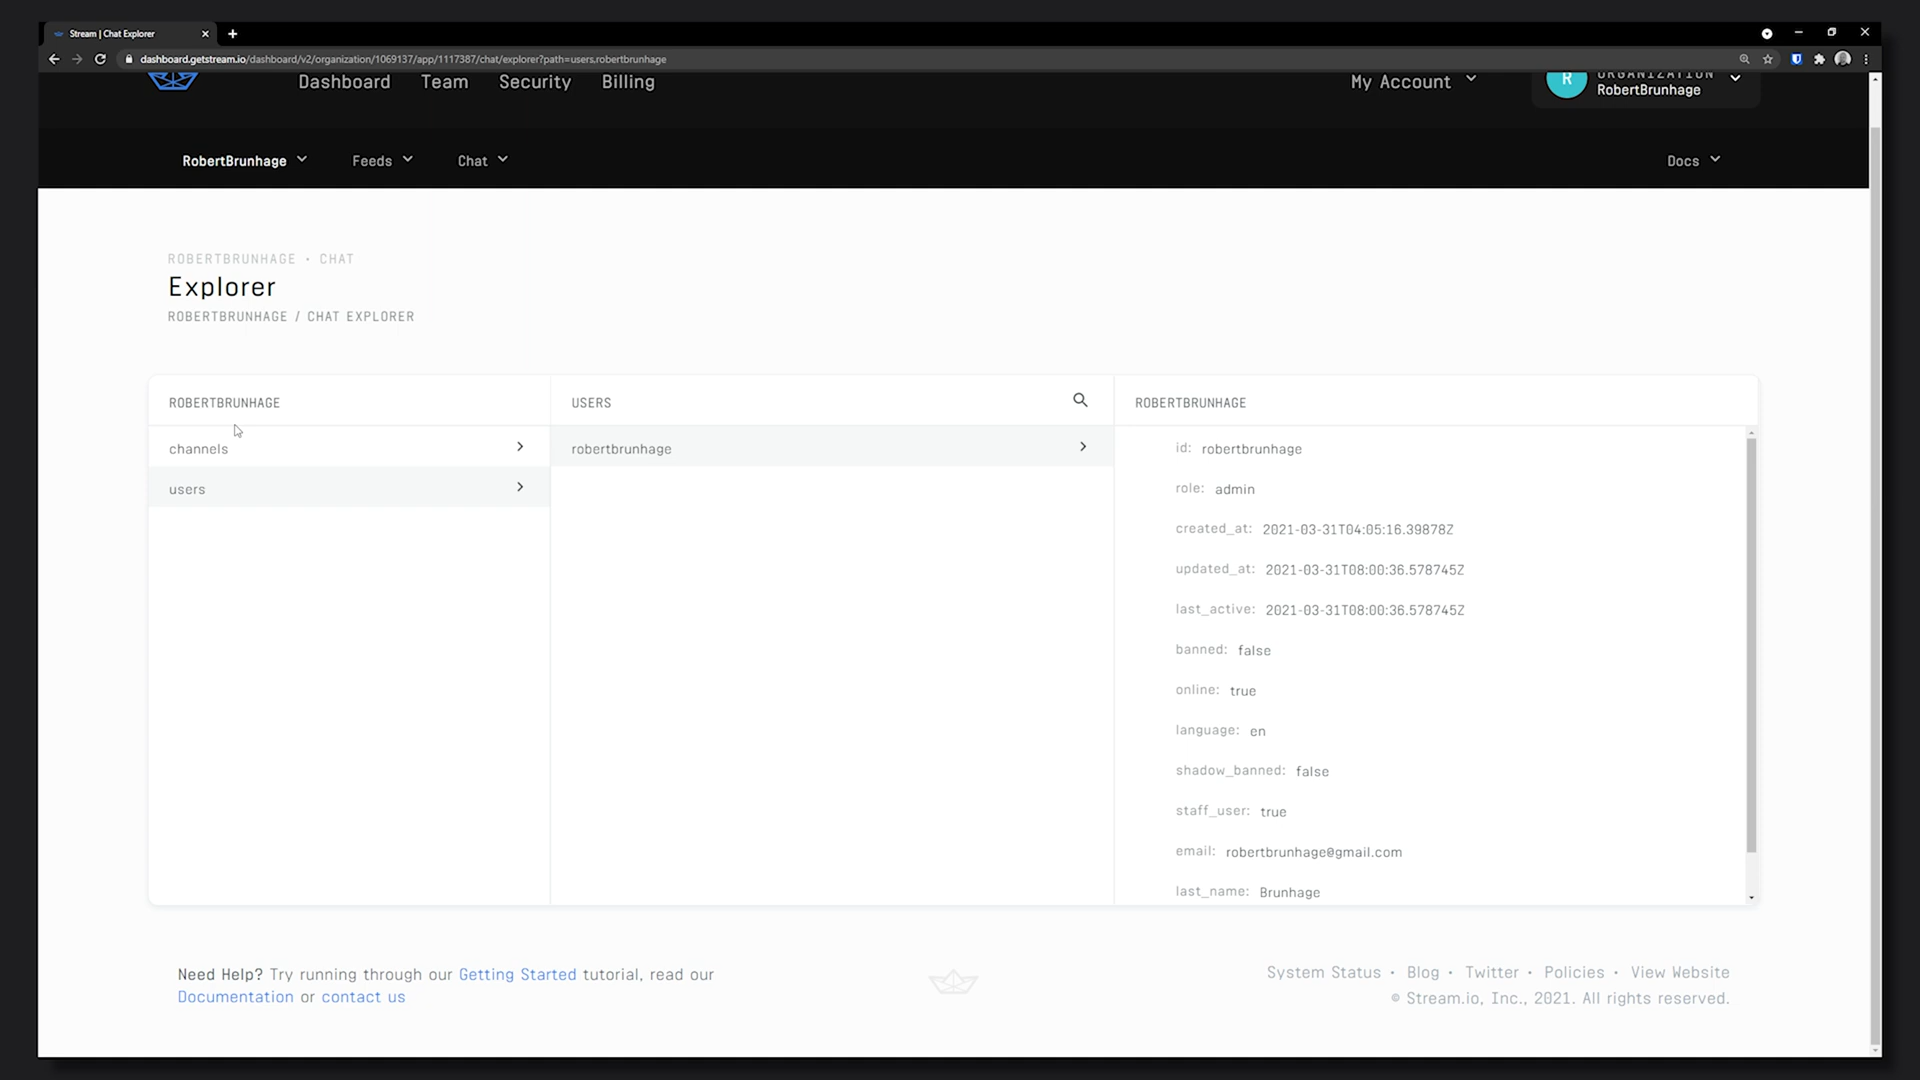 Stream | Chat Explorer
dashboard.getstream.io/dashboard/v2/organization/1069137/app/1117387/chat/explorer?path=users,robertbrunhage
Dashboard Team Security Billing My Account R ORGANIZATION
RobertBrunhage
RobertBrunhage Feeds Chat Docs
ROBERTBRUNHAGE • CHAT
Explorer
ROBERTBRUNHAGE / CHAT EXPLORER
ROBERTBRUNHAGE USERS ROBERTBRUNHAGE
channels robertbrunhage id: robertbrunhage
users role: admin
created_at: 2021-03-31T04:05:16.39878Z
updated_at: 2021-03-31T08:00:36.578745Z
last_active: 2021-03-31T08:00:36.578745Z
banned: false
online: true
language: en
shadow_banned: false
staff_user: true
email: robertbrunhage@gmail.com
last_name: Brunhage
Need Help? Try running through our Getting Started tutorial, read our
Documentation or contact us
System Status • Blog • Twitter • Policies • View Website
© Stream.io, Inc., 2021. All rights reserved.